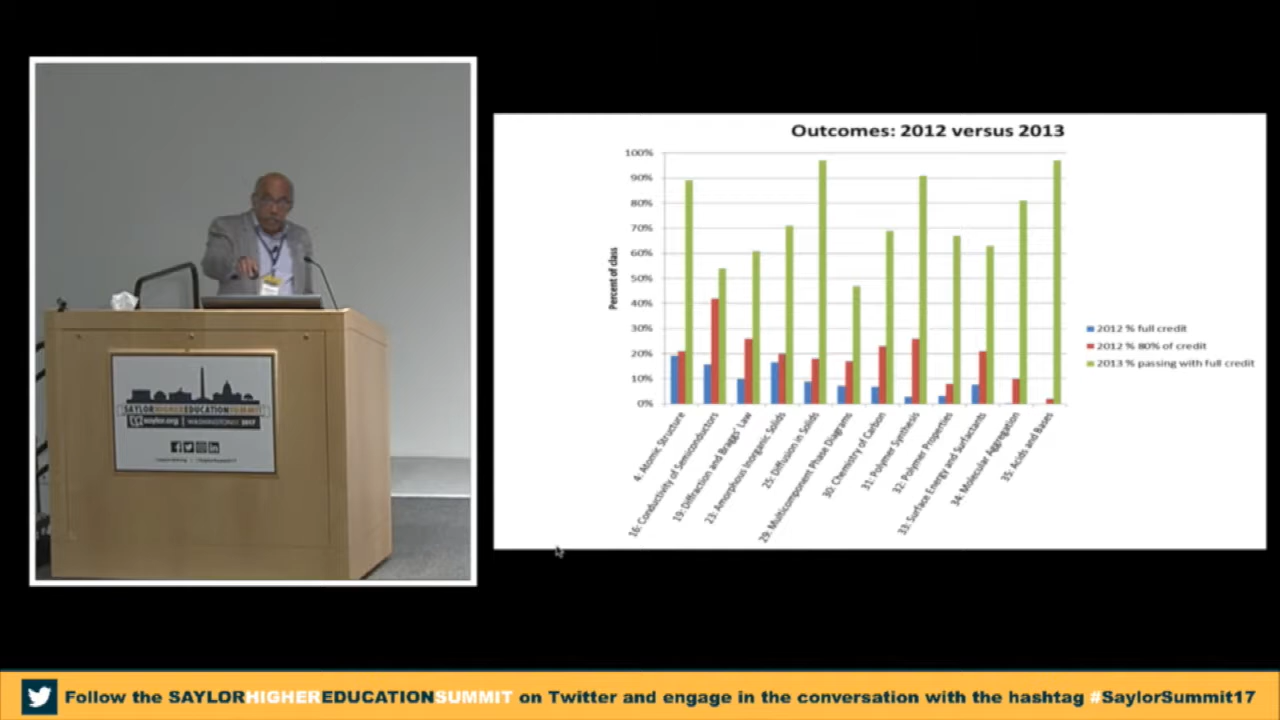 Outcomes: 2012 versus 2013
Percent of class
100%
90%
80%
70%
60%
50%
40%
30%
20%
10%
0%
4: Atomic Structure
16: Conductivity of Semiconductors
19: Diffraction and Braggs' Law
23: Amorphous Inorganic Solids
25: Diffusion in Solids
29: Multicomponent Phase Diagrams
30: Chemistry of Carbon
31: Polymer Synthesis
32: Polymer Properties
33: Surface Energy and Surfactants
34: Molecular Aggregation
35: Acids and Bases
2012 % full credit
2012 % 80% of credit
2013 % passing with full credit
SAYLORHIGHEREDUCATIONSUMMIT
saylor.org | WASHINGTON 2017
Follow the SAYLORHIGHEREDUCATIONSUMMIT on Twitter and engage in the conversation with the hashtag #SaylorSummit17